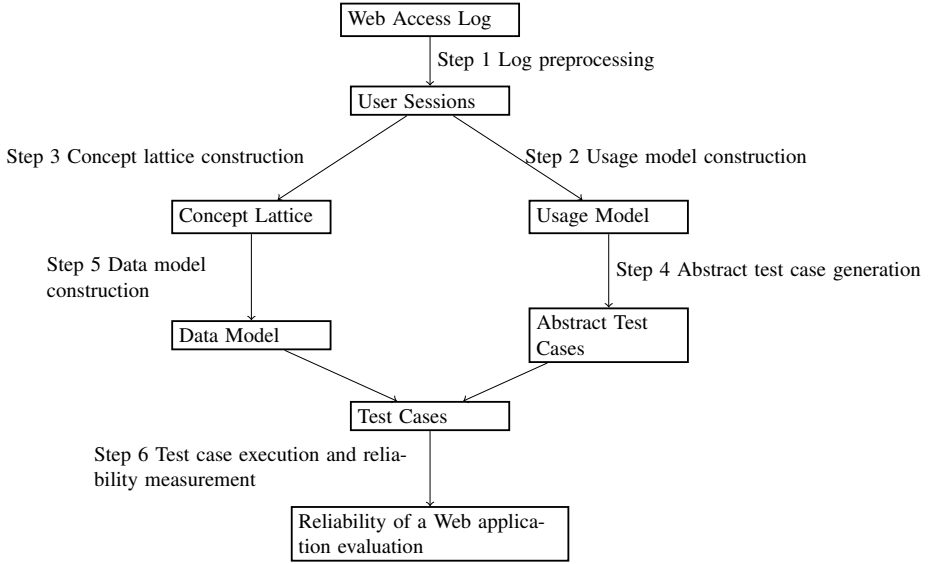 Web Access Log
Step 1 Log preprocessing
User Sessions
Step 3 Concept lattice construction
Step 2 Usage model construction
Concept Lattice
Usage Model
Step 5 Data model
construction
Step 4 Abstract test case generation
Data Model
Abstract Test
Cases
Test Cases
Step 6 Test case execution and relia-
bility measurement
Reliability of a Web applica-
tion evaluation